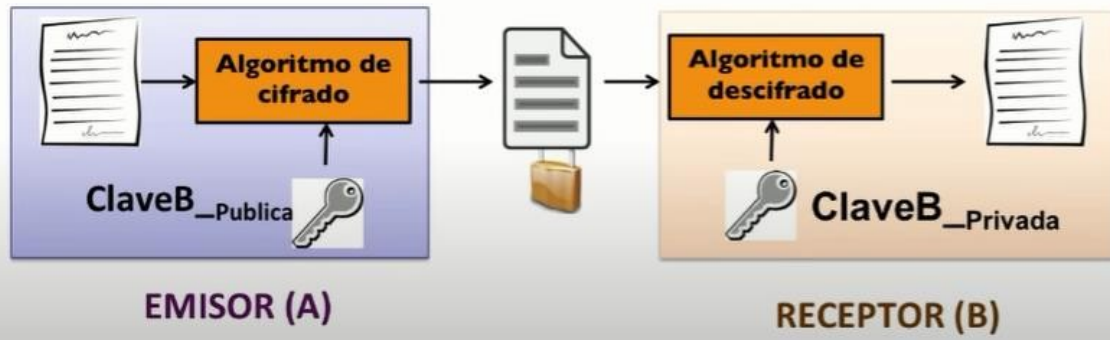 Algoritmo de
cifrado
ClaveB_Publica
EMISOR (A)
Algoritmo de
descifrado
ClaveB_Privada
RECEPTOR (B)